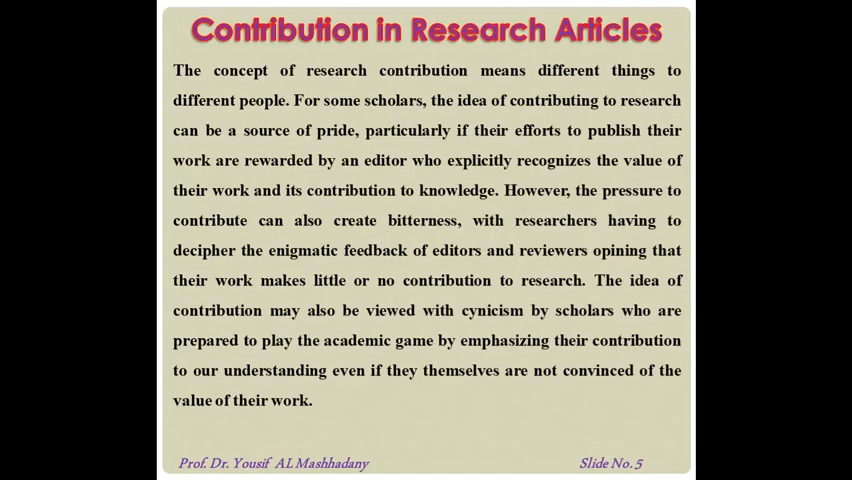 Contribution in Research Articles
The concept of research contribution means different things to
different people. For some scholars, the idea of contributing to research
can be a source of pride, particularly if their efforts to publish their
work are rewarded by an editor who explicitly recognizes the value of
their work and its contribution to knowledge. However, the pressure to
contribute can also create bitterness, with researchers having to
decipher the enigmatic feedback of editors and reviewers opining that
their work makes little or no contribution to research. The idea of
contribution may also be viewed with cynicism by scholars who are
prepared to play the academic game by emphasizing their contribution
to our understanding even if they themselves are not convinced of the
value of their work.
Prof. Dr. Yousif AL Mashhadany Slide No. 5